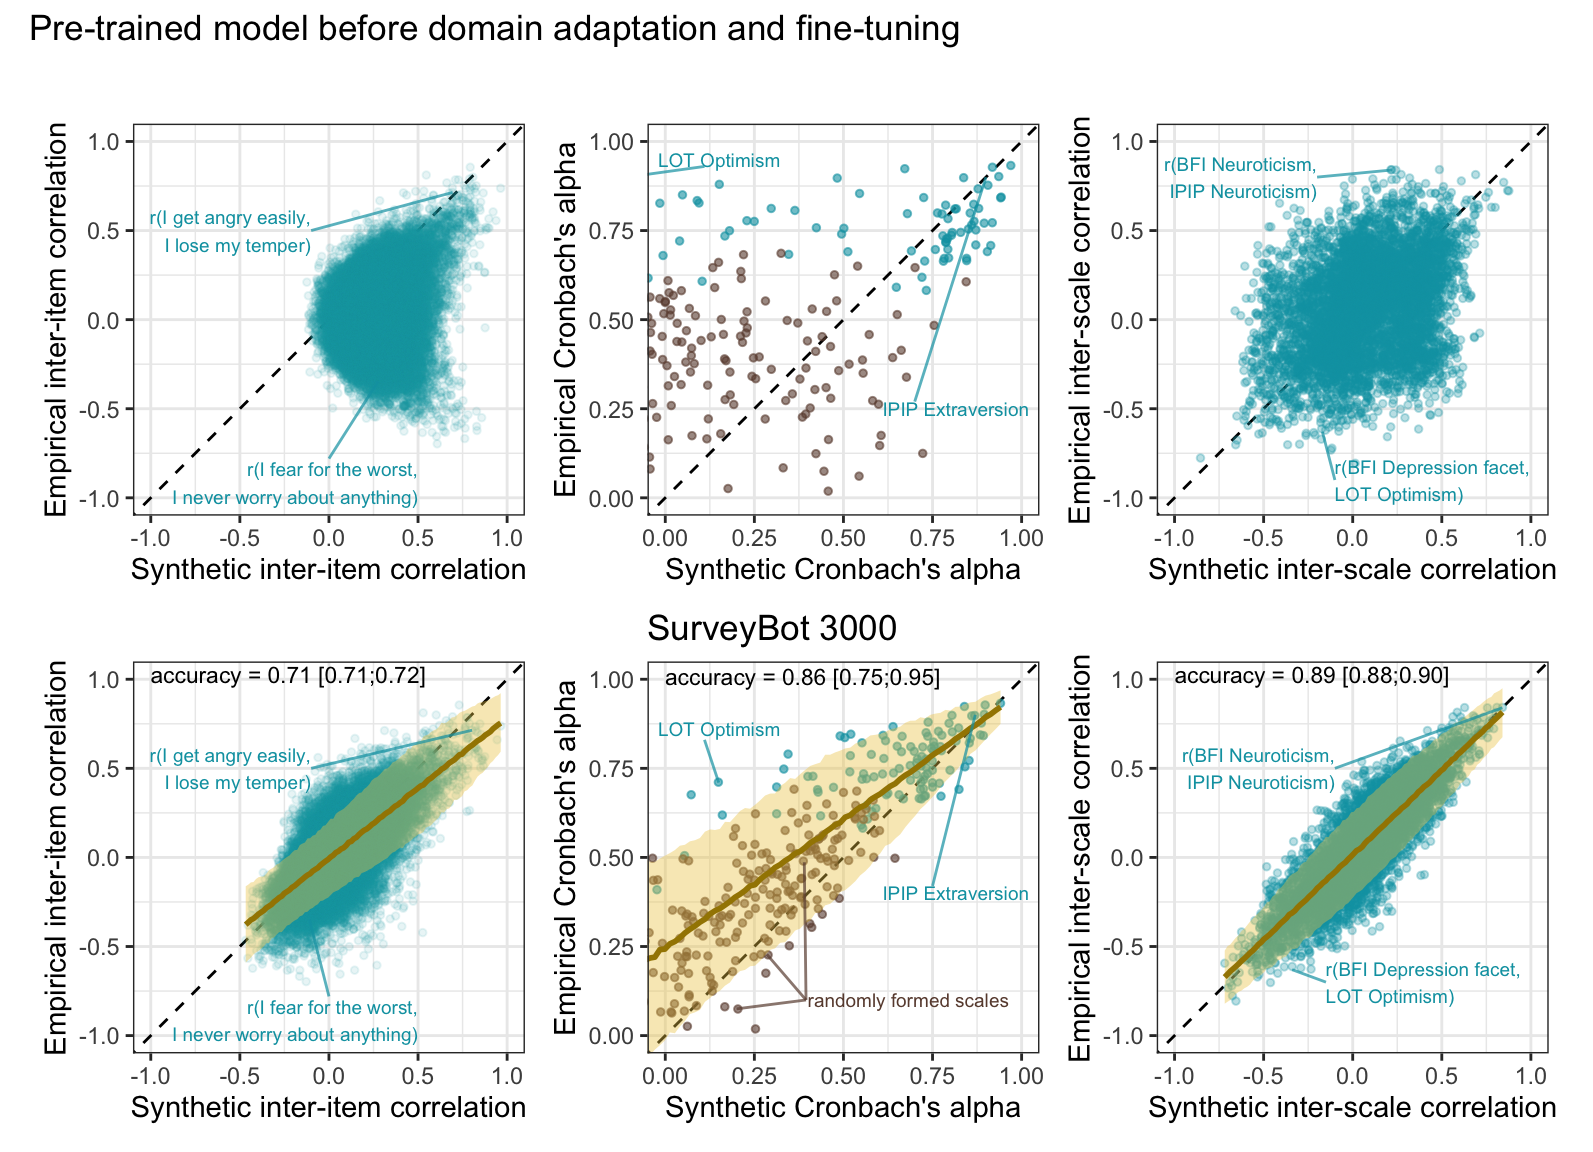 Pre-trained model before domain adaptation and fine-tuning
Empirical inter-item correlation
1.0
0.5
0.0
-0.5
-1.0
r(I get angry easily,
I lose my temper)
r(I fear for the worst,
I never worry about anything)
-1.0 -0.5 0.0 0.5 1.0
Synthetic inter-item correlation
Empirical Cronbach's alpha
1.00
0.75
0.50
0.25
0.00
LOT Optimism
IPIP Extraversion
0.00 0.25 0.50 0.75 1.00
Synthetic Cronbach's alpha
Empirical inter-scale correlation
1.0
0.5
0.0
-0.5
-1.0
r(BFI Neuroticism,
IPIP Neuroticism)
r(BFI Depression facet,
LOT Optimism)
-1.0 -0.5 0.0 0.5 1.0
Synthetic inter-scale correlation
SurveyBot 3000
Empirical inter-item correlation
1.0
0.5
0.0
-0.5
-1.0
accuracy = 0.71 [0.71;0.72]
r(I get angry easily,
I lose my temper)
r(I fear for the worst,
I never worry about anything)
-1.0 -0.5 0.0 0.5 1.0
Synthetic inter-item correlation
Empirical Cronbach's alpha
1.00
0.75
0.50
0.25
0.00
accuracy = 0.86 [0.75;0.95]
LOT Optimism
IPIP Extraversion
randomly formed scales
0.00 0.25 0.50 0.75 1.00
Synthetic Cronbach's alpha
Empirical inter-scale correlation
1.0
0.5
0.0
-0.5
-1.0
accuracy = 0.89 [0.88;0.90]
r(BFI Neuroticism,
IPIP Neuroticism)
r(BFI Depression facet,
LOT Optimism)
-1.0 -0.5 0.0 0.5 1.0
Synthetic inter-scale correlation